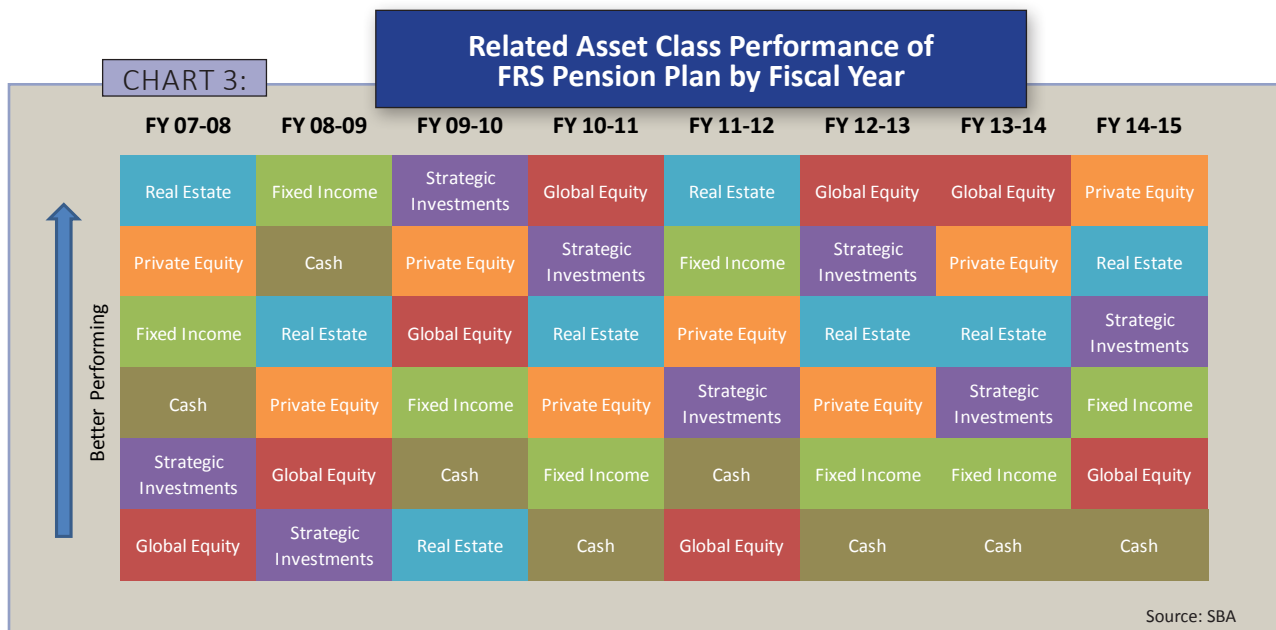 Related Asset Class Performance of
FRS Pension Plan by Fiscal Year
CHART 3:
FY 07-08 FY 08-09 FY 09-10 FY 10-11 FY 11-12 FY 12-13 FY 13-14 FY 14-15
Real Estate Fixed Income Strategic Investments Global Equity Real Estate Global Equity Global Equity Private Equity
Private Equity Cash Private Equity Strategic Investments Fixed Income Strategic Investments Private Equity Real Estate
Fixed Income Real Estate Global Equity Real Estate Private Equity Real Estate Real Estate Strategic Investments
Cash Private Equity Fixed Income Private Equity Strategic Investments Private Equity Strategic Investments Fixed Income
Strategic Investments Global Equity Cash Fixed Income Cash Fixed Income Fixed Income Global Equity
Global Equity Strategic Investments Real Estate Cash Global Equity Cash Cash Cash
Better Performing
Source: SBA